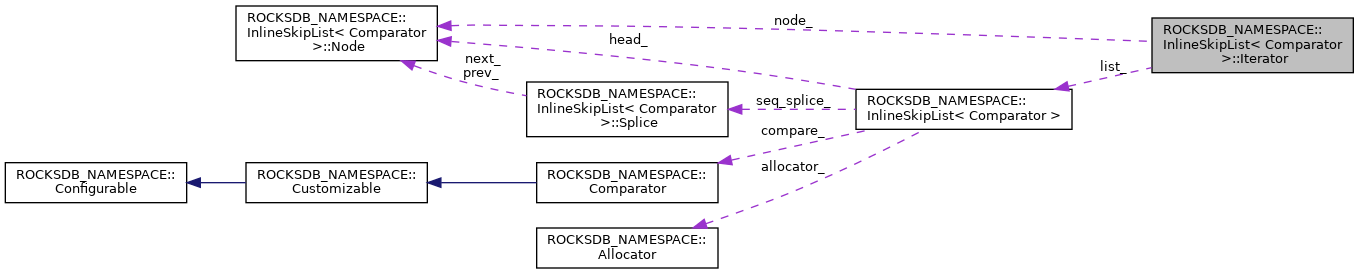 ROCKSDB_NAMESPACE::
InlineSkipList< Comparator
>::Node
node_
ROCKSDB_NAMESPACE::
InlineSkipList< Comparator
>::Iterator
head_
next_
prev_
list_
ROCKSDB_NAMESPACE::
InlineSkipList< Comparator
>::Splice
seq_splice_
ROCKSDB_NAMESPACE::
InlineSkipList< Comparator >
compare_
allocator_
ROCKSDB_NAMESPACE::
Configurable
ROCKSDB_NAMESPACE::
Customizable
ROCKSDB_NAMESPACE::
Comparator
ROCKSDB_NAMESPACE::
Allocator